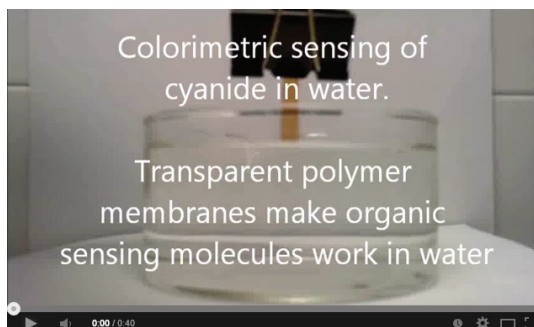 Colorimetric sensing of
cyanide in water.
Transparent polymer
membranes make organic
sensing molecules work in water
0:00 / 0:40